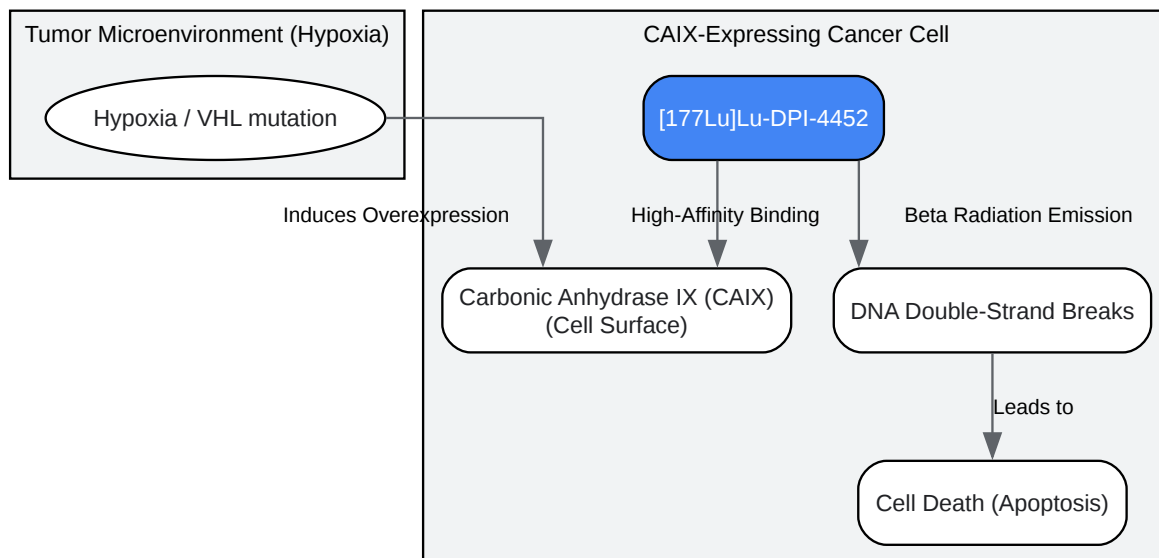 Tumor Microenvironment (Hypoxia)
CAIX-Expressing Cancer Cell
Hypoxia / VHL mutation
[177Lu]Lu-DPI-4452
Induces Overexpression
High-Affinity Binding
Beta Radiation Emission
Carbonic Anhydrase IX (CAIX)
(Cell Surface)
DNA Double-Strand Breaks
Leads to
Cell Death (Apoptosis)